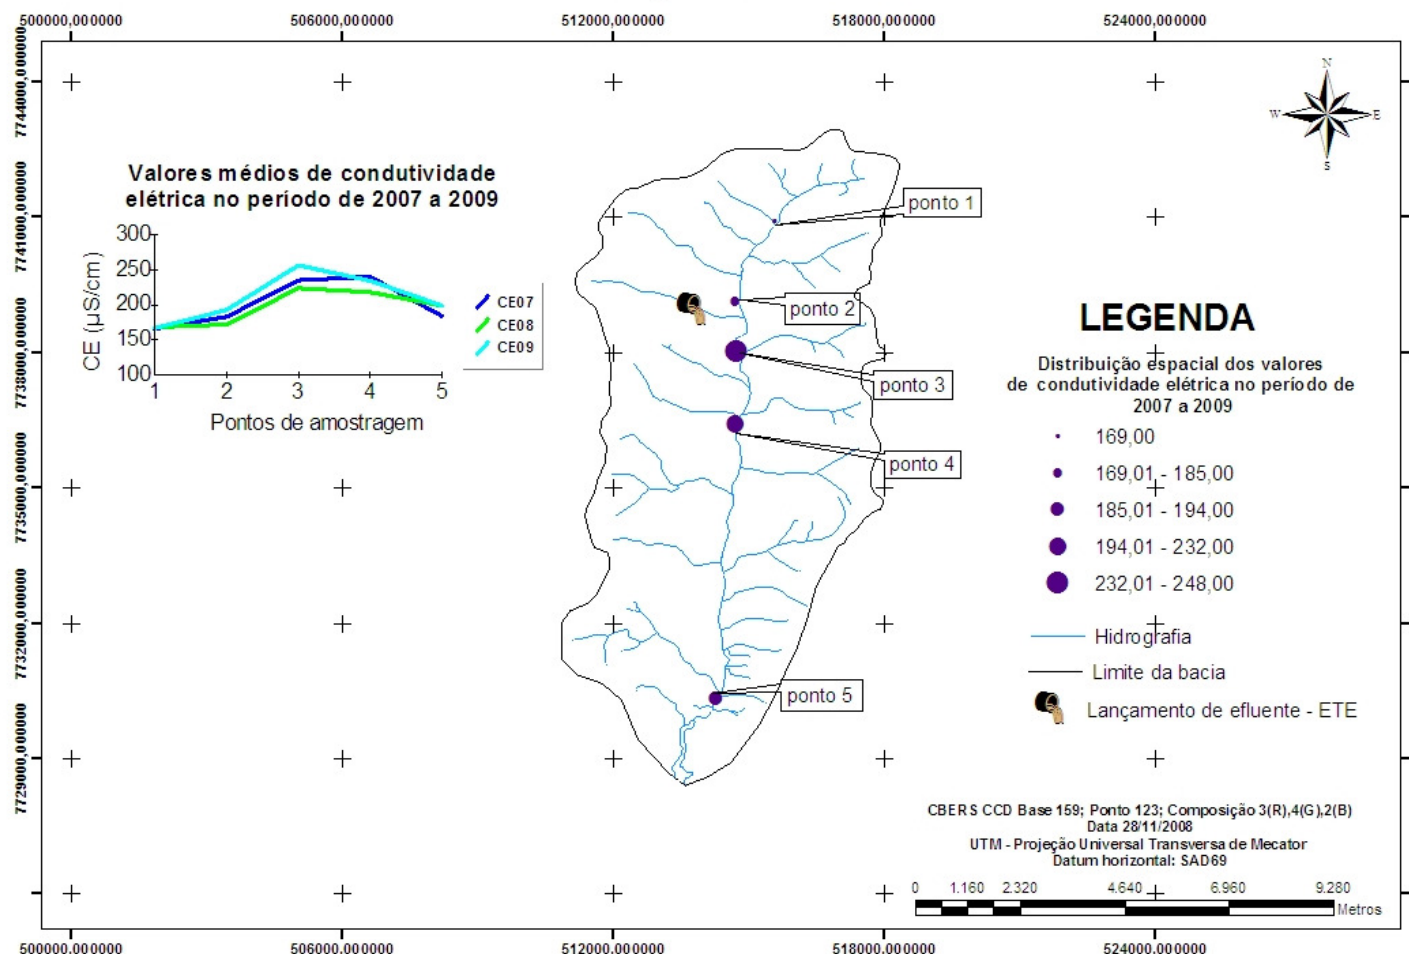 500000,000000
506000,000000
512000,000000
518000,000000
524000,000000
7744000,000000
7741000,000000
7738000,000000
7735000,000000
7732000,000000
7729000,000000
N
W
E
S
Valores médios de condutividade
elétrica no período de 2007 a 2009
300
250
200
150
100
CE (µS/cm)
1 2 3 4 5
Pontos de amostragem
CE07
CE08
CE09
ponto 1
ponto 2
ponto 3
ponto 4
ponto 5
LEGENDA
Distribuição espacial dos valores
de condutividade elétrica no período de
2007 a 2009
169,00
169,01 - 185,00
185,01 - 194,00
194,01 - 232,00
232,01 - 248,00
Hidrografia
Limite da bacia
Lançamento de efluente - ETE
CBERS CCD Base 159; Ponto 123; Composição 3(R),4(G),2(B)
Data 28/11/2008
UTM - Projeção Universal Transversa de Mecator
Datum horizontal: SAD69
0 1.160 2.320 4.640 6.960 9.280
Metros
500000,000000
506000,000000
512000,000000
518000,000000
524000,000000